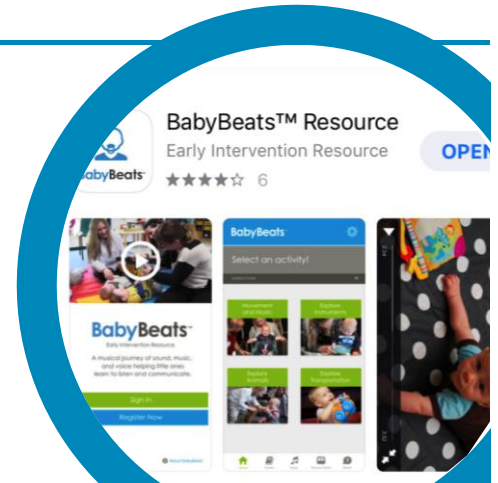 BabyBeats™ Resource
Early Intervention Resource
OPEN
6
abyBeats™
BabyBeats™
Early Intervention Resource
A musical journey of sound, music,
and voice helping little ones
learn to listen and communicate.
Sign In
Register Now
BabyBeats™
Select an activity!
Movement
and Music
Explore
Instruments
Explore
Animals
Explore
Transportation